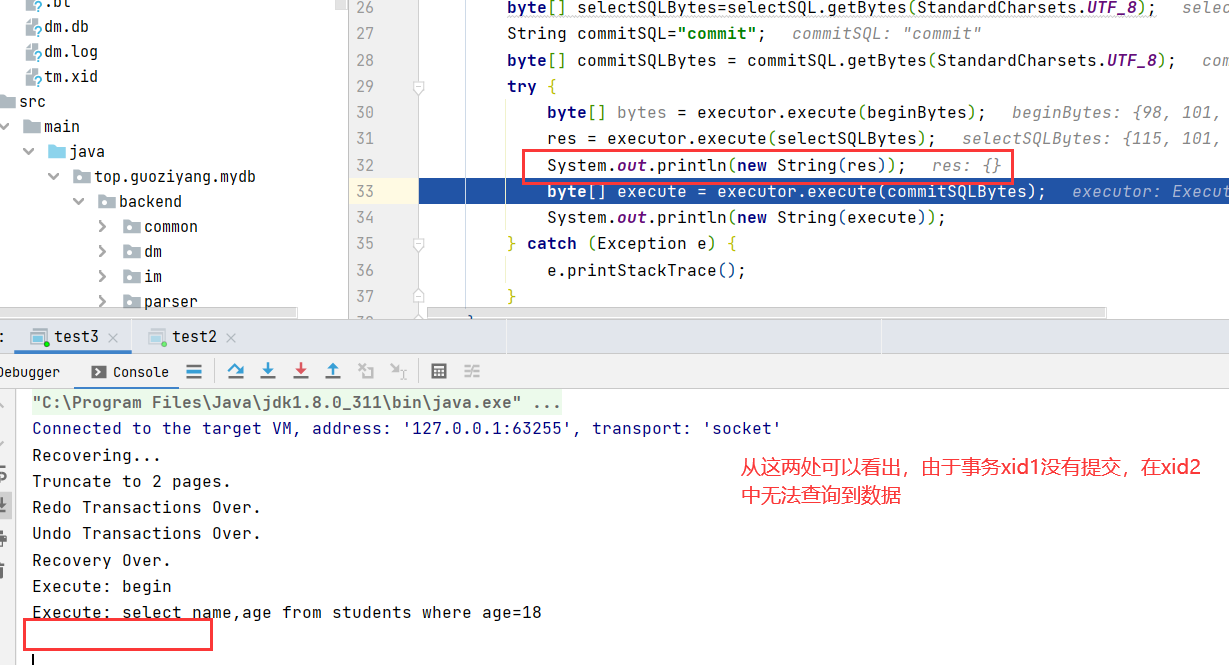 .bt
dm.db
dm.log
tm.xid
src
main
java
top.guoziyang.mydb
backend
common
dm
im
parser
26 byte[] selectSQLBytes=selectSQL.getBytes(StandardCharsets.UTF_8);
27 String commitSQL="commit"; commitSQL: "commit"
28 byte[] commitSQLBytes = commitSQL.getBytes(StandardCharsets.UTF_8); com
29 try {
30 byte[] bytes = executor.execute(beginBytes); beginBytes: {98, 101,
31 res = executor.execute(selectSQLBytes); selectSQLBytes: {115, 101,
32 System.out.println(new String(res)); res: {}
33 byte[] execute = executor.execute(commitSQLBytes); executor: Execut
34 System.out.println(new String(execute));
35 } catch (Exception e) {
36 e.printStackTrace();
37 }
: test3 test2
Debugger Console
"C:\Program Files\Java\jdk1.8.0_311\bin\java.exe" ...
Connected to the target VM, address: '127.0.0.1:63255', transport: 'socket'
Recovering...
Truncate to 2 pages.
Redo Transactions Over.
Undo Transactions Over.
Recovery Over.
Execute: begin
Execute: select name,age from students where age=18
从这两处可以看出，由于事务xid1没有提交，在xid2
中无法查询到数据